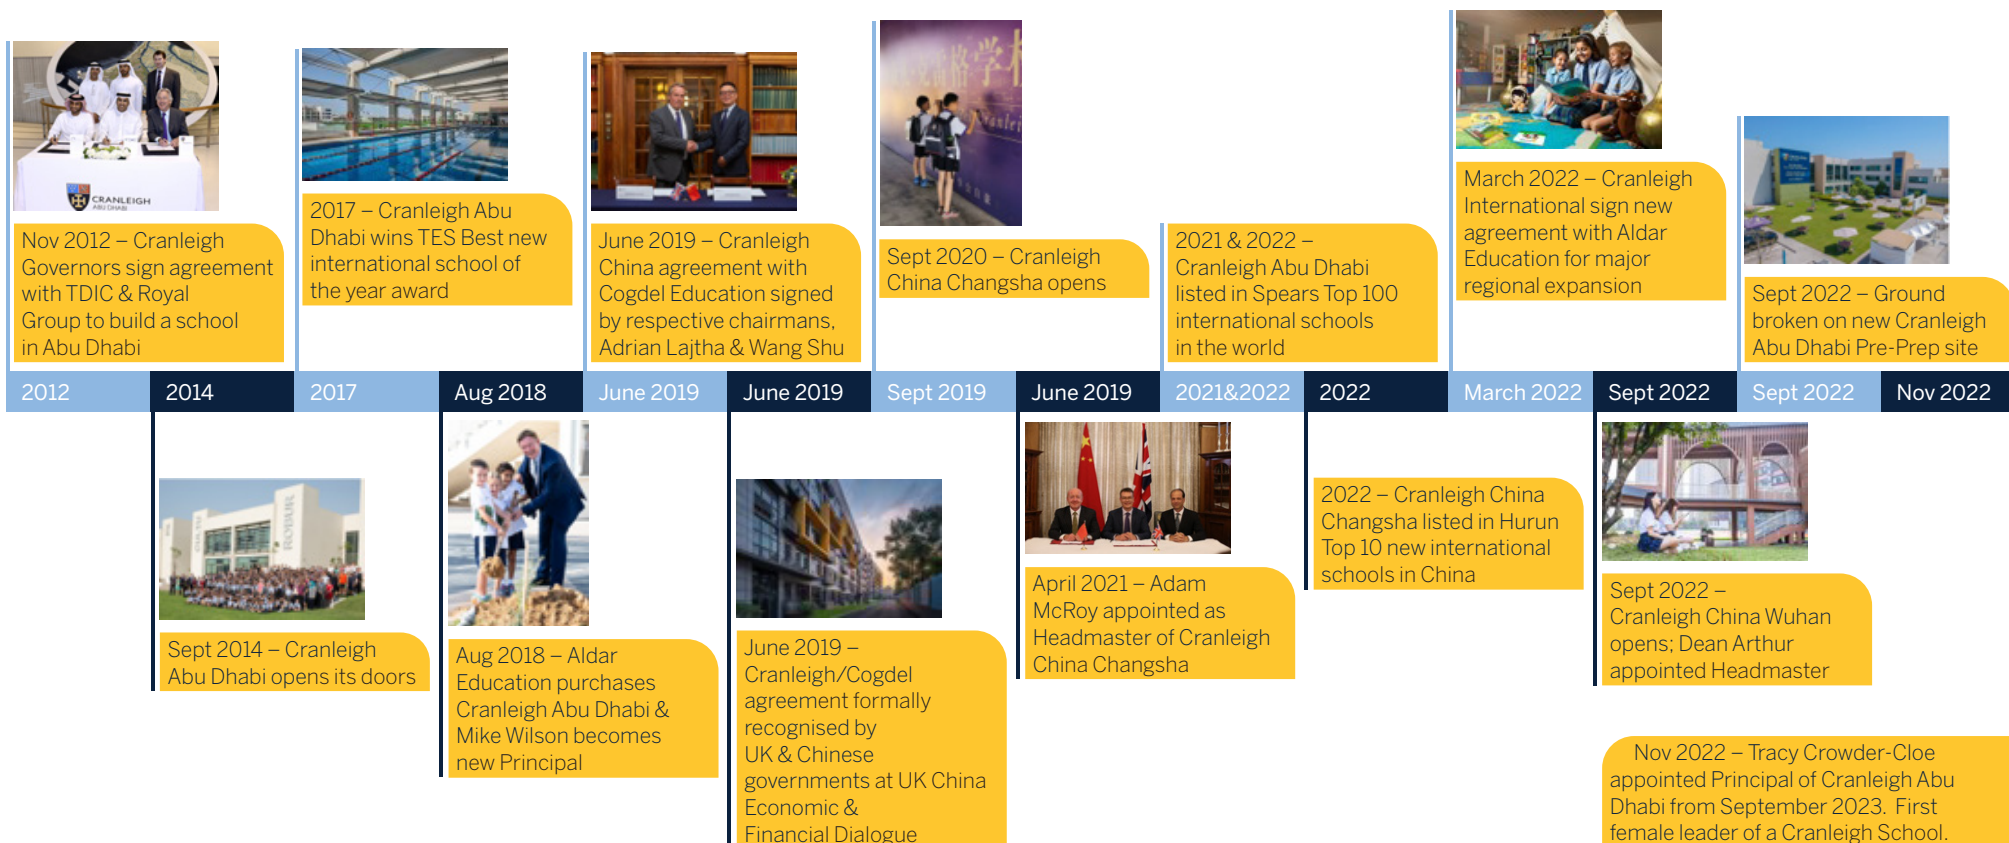 CRANLEIGH
ABU DHABI
Nov 2012 – Cranleigh
Governors sign agreement
with TDIC & Royal
Group to build a school
in Abu Dhabi
2017 – Cranleigh Abu
Dhabi wins TES Best new
international school of
the year award
June 2019 – Cranleigh
China agreement with
Cogdel Education signed
by respective chairmans,
Adrian Lajtha & Wang Shu
Sept 2020 – Cranleigh
China Changsha opens
2021 & 2022 –
Cranleigh Abu Dhabi
listed in Spears Top 100
international schools
in the world
March 2022 – Cranleigh
International sign new
agreement with Aldar
Education for major
regional expansion
Sept 2022 – Ground
broken on new Cranleigh
Abu Dhabi Pre-Prep site
2012
2014
2017
Aug 2018
June 2019
June 2019
Sept 2019
June 2019
2021&2022
2022
March 2022
Sept 2022
Sept 2022
Nov 2022
ROBUR
Sept 2014 – Cranleigh
Abu Dhabi opens its doors
Aug 2018 – Aldar
Education purchases
Cranleigh Abu Dhabi &
Mike Wilson becomes
new Principal
June 2019 –
Cranleigh/Cogdel
agreement formally
recognised by
UK & Chinese
governments at UK China
Economic &
Financial Dialogue
April 2021 – Adam
McRoy appointed as
Headmaster of Cranleigh
China Changsha
2022 – Cranleigh China
Changsha listed in Hurun
Top 10 new international
schools in China
Sept 2022 –
Cranleigh China Wuhan
opens; Dean Arthur
appointed Headmaster
Nov 2022 – Tracy Crowder-Cloe
appointed Principal of Cranleigh Abu
Dhabi from September 2023. First
female leader of a Cranleigh School.